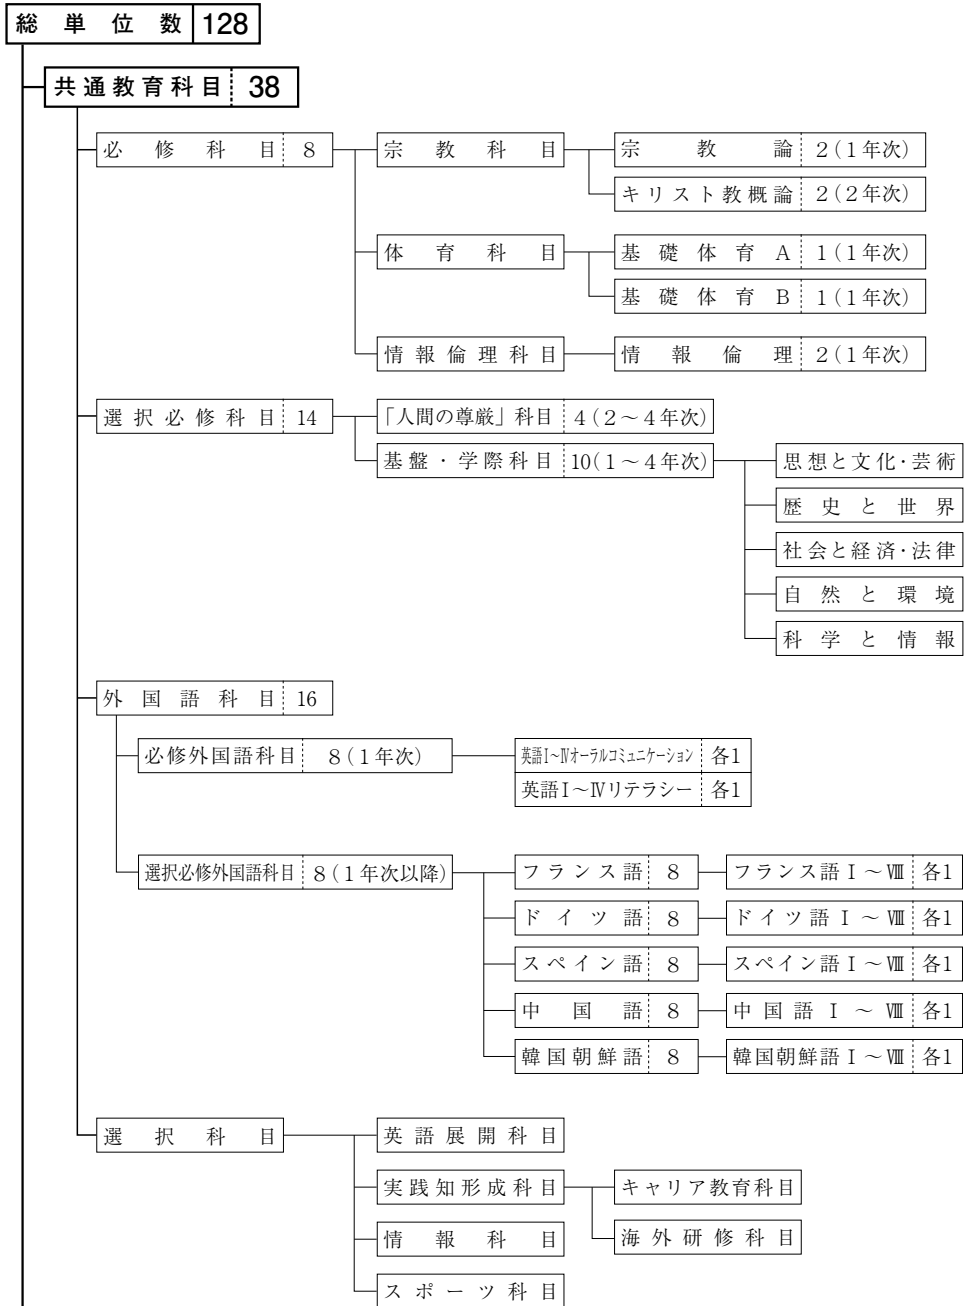 総単位数 128
共通教育科目 38
必修科目 8 宗教科目 宗教論 2(1年次)
キリスト教概論 2(2年次)
体育科目 基礎体育A 1(1年次)
基礎体育B 1(1年次)
情報倫理科目 情報倫理 2(1年次)
選択必修科目 14 「人間の尊厳」科目 4(2～4年次)
基盤・学際科目 10(1～4年次) 思想と文化・芸術
歴史と世界
社会と経済・法律
自然と環境
科学と情報
外国語科目 16
必修外国語科目 8(1年次) 英語Ⅰ～Ⅳオーラルコミュニケーション 各1
英語Ⅰ～Ⅳリテラシー 各1
選択必修外国語科目 8(1年次以降) フランス語 8 フランス語Ⅰ～Ⅷ 各1
ドイツ語 8 ドイツ語Ⅰ～Ⅷ 各1
スペイン語 8 スペイン語Ⅰ～Ⅷ 各1
中国語 8 中国語Ⅰ～Ⅷ 各1
韓国朝鮮語 8 韓国朝鮮語Ⅰ～Ⅷ 各1
選択科目 英語展開科目
実践知形成科目 キャリア教育科目
情報科目 海外研修科目
スポーツ科目